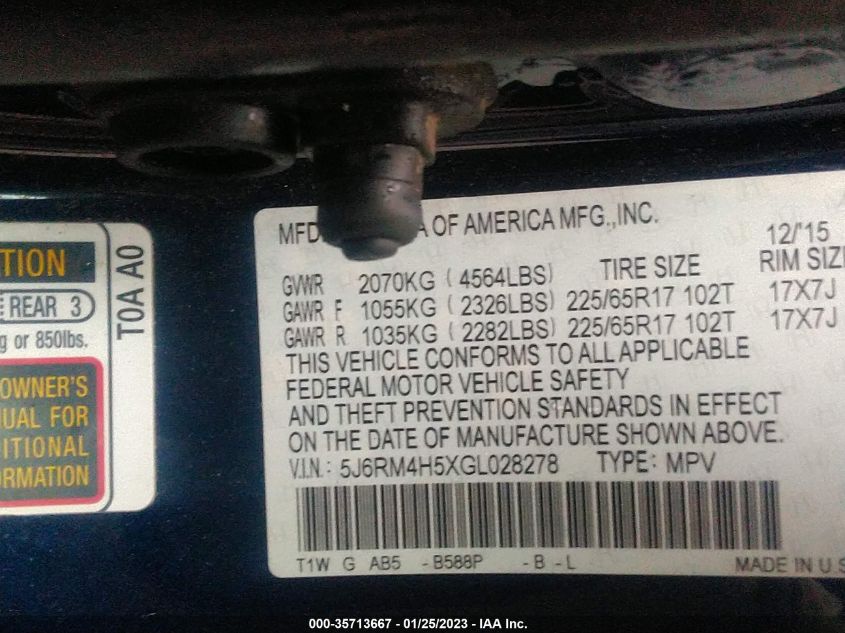 TION
REAR 3
g or 850lbs.
OWNER'S
NUAL FOR
DITIONAL
ORMATION
T0A A0
MFD. A OF AMERICA MFG.,INC. 12/'15
GVWR 2070KG (4564LBS) TIRE SIZE RIM SIZE
GAWR F 1055KG (2326LBS) 225/65R17 102T 17X7J
GAWR R 1035KG (2282LBS) 225/65R17 102T 17X7J
THIS VEHICLE CONFORMS TO ALL APPLICABLE
FEDERAL MOTOR VEHICLE SAFETY
AND THEFT PREVENTION STANDARDS IN EFFECT
ON THE DATE OF MANUFACTURE SHOWN ABOVE.
V.I.N.: 5J6RM4H5XGL028278 TYPE: MPV
T1W G AB5 -B588P -B-L MADE IN U.S
000-35713667 - 01/25/2023 - IAA Inc.